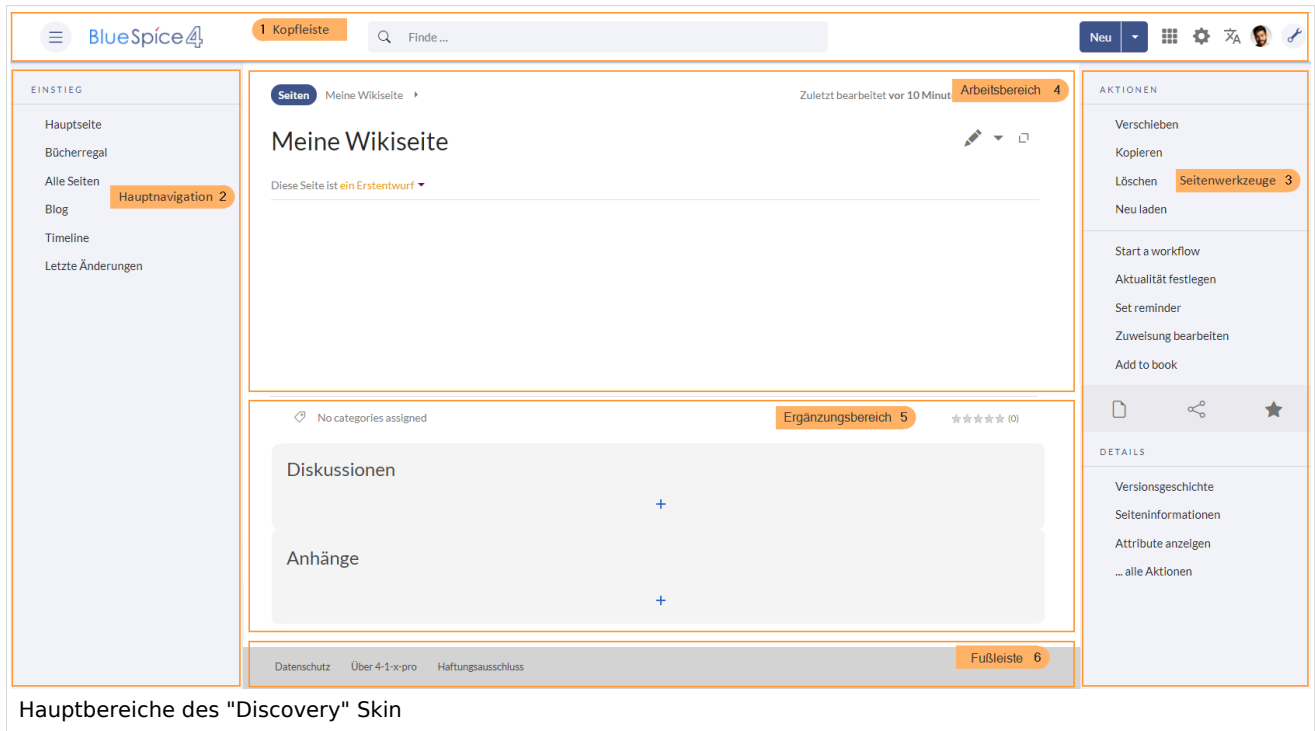 BlueSpice 4
1 Kopfleiste
Finde ...
Neu
EINSTIEG
Hauptseite
Bücherregal
Alle Seiten
Hauptnavigation 2
Blog
Timeline
Letzte Änderungen
Seiten Meine Wikiseite
Zuletzt bearbeitet vor 10 Minut
Arbeitsbereich 4
Meine Wikiseite
Diese Seite ist ein Erstentwurf
No categories assigned
Ergänzungsbereich 5
(0)
Diskussionen
+
Anhänge
+
Datenschutz Über 4-1-x-pro Haftungsausschluss
Fußleiste 6
AKTIONEN
Verschieben
Kopieren
Löschen
Seitenwerkzeuge 3
Neu laden
Start a workflow
Aktualität festlegen
Set reminder
Zuweisung bearbeiten
Add to book
DETAILS
Versionsgeschichte
Seiteninformationen
Attribute anzeigen
... alle Aktionen
Hauptbereiche des "Discovery" Skin